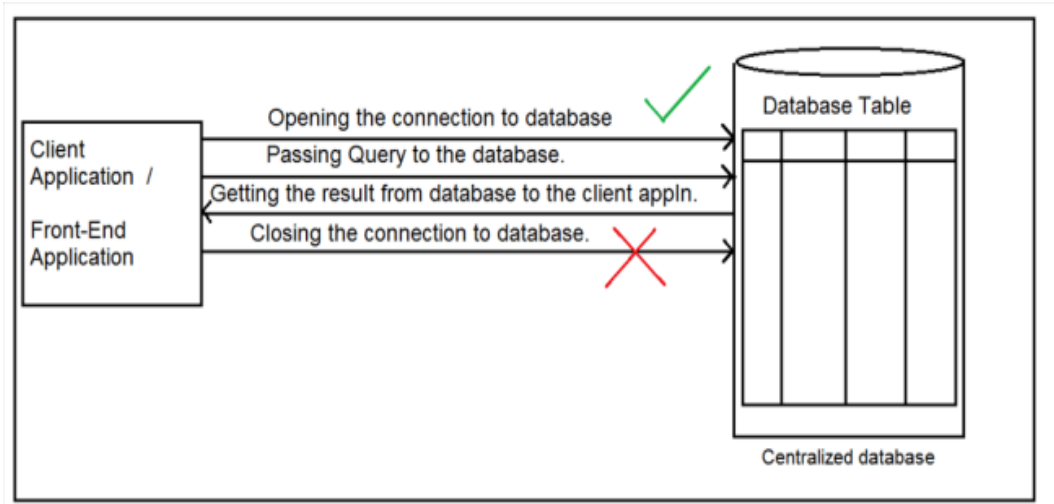 Opening the connection to database
Database Table
Client
Application /
Passing Query to the database.
Getting the result from database to the client appln.
Front-End
Application
Closing the connection to database.
Centralized database